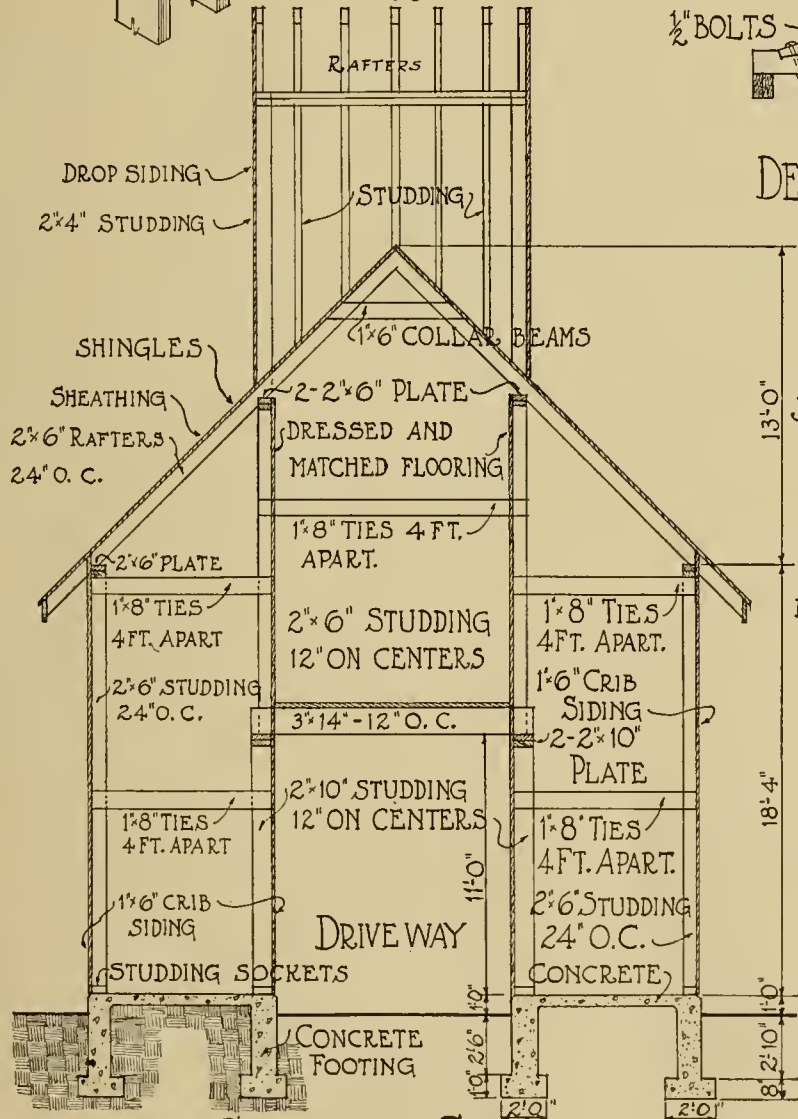 ½" BOLTS
RAFTERS
DROP SIDING
2"x4" STUDDING
STUDDING
DE
13'-0"
1"x6" COLLAR BEAMS
SHINGLES
SHEATHING
2"x6" RAFTERS
24" O. C.
2-2"x6" PLATE
DRESSED AND
MATCHED FLOORING
1"x8" TIES 4 FT.
APART.
2"x6" PLATE
1"x8" TIES
4 FT. APART
2"x6" STUDDING
12" ON CENTERS
1"x8" TIES
4 FT. APART.
2"x6" STUDDING
24" O.C.
1"x6" CRIB
SIDING
3"x14"-12" O. C.
2-2"x10"
PLATE
18'-4"
1"x8" TIES
4 FT. APART
2"x10" STUDDING
12" ON CENTERS
1"x8" TIES
4 FT. APART.
11'-0"
1"x6" CRIB
SIDING
DRIVEWAY
2"x6" STUDDING
24" O.C.
STUDDING SOCKETS
CONCRETE
1'-0"
1'-0"
CONCRETE
FOOTING
2'-6"
2'-10"
1'-0"
8"
2'-0"
2'-0"